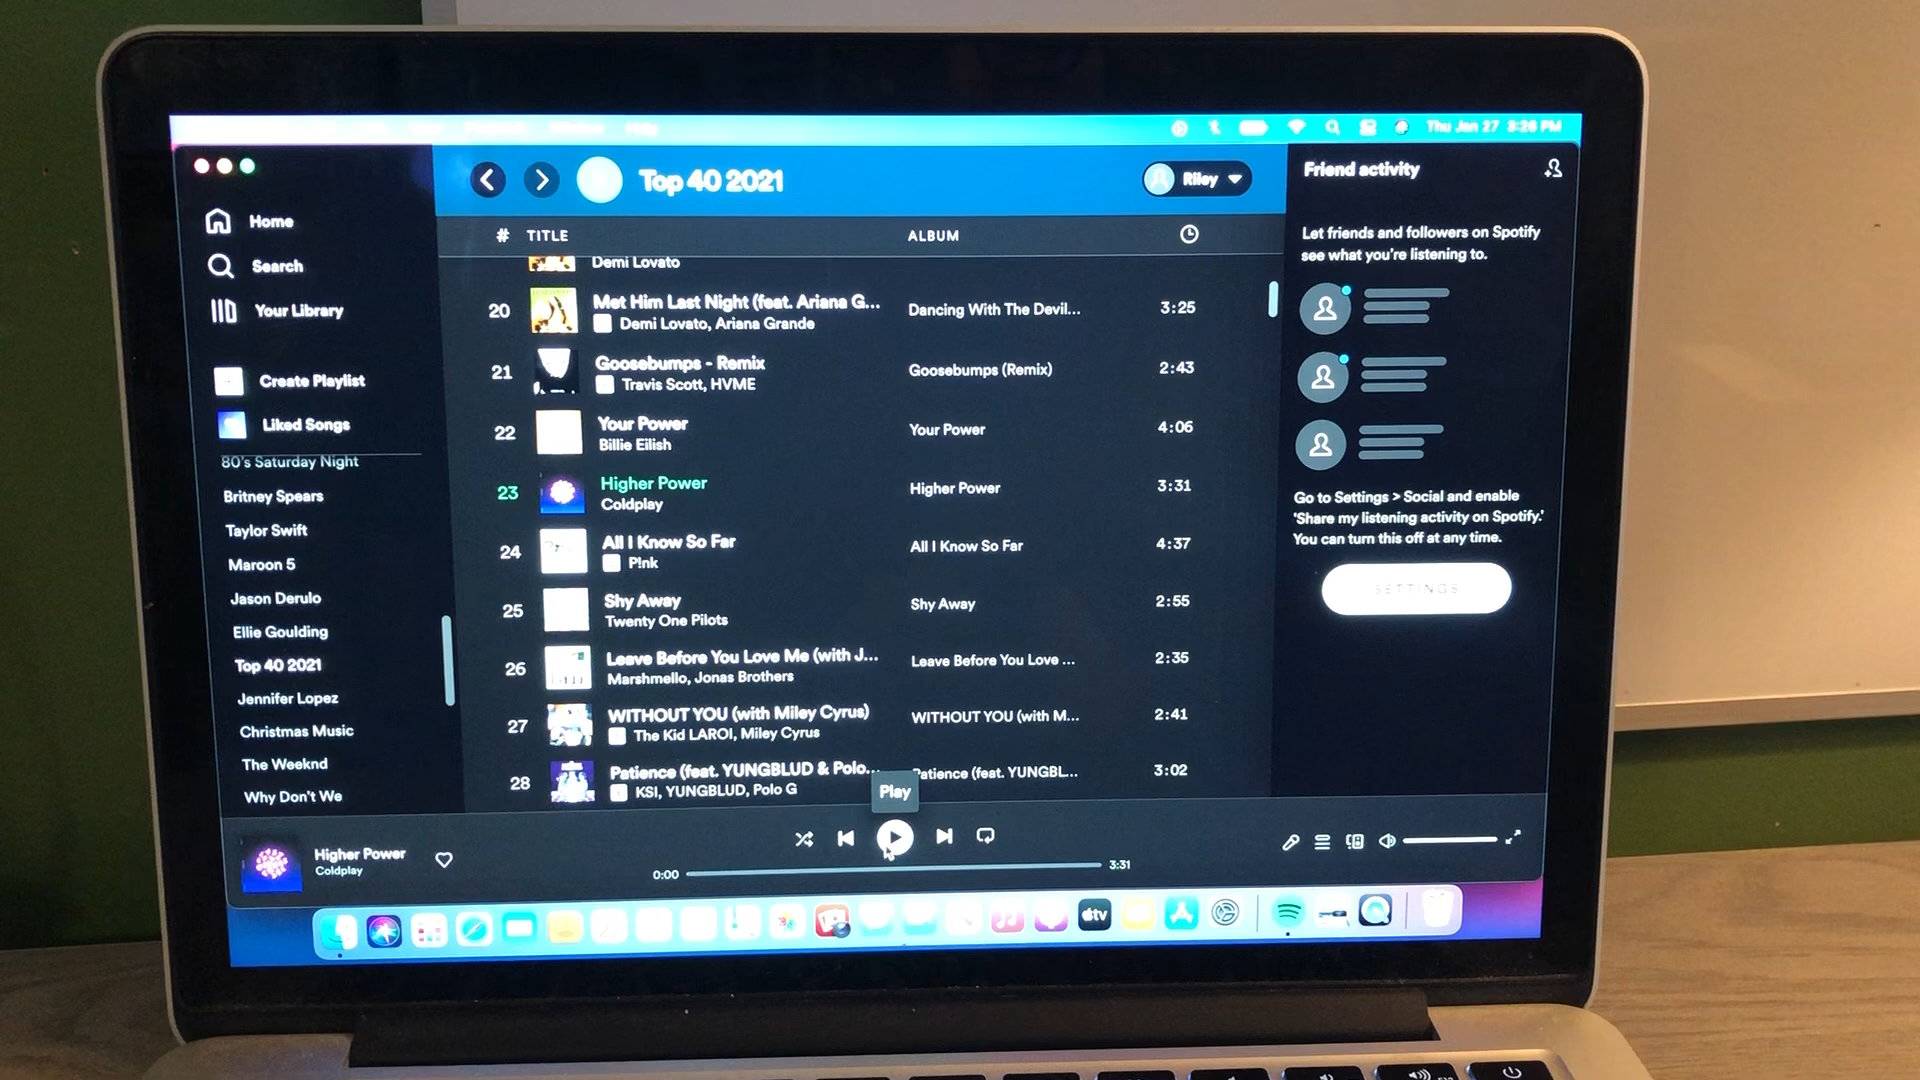 Thu Jan 27 3:26 PM
Home
Search
Your Library
Create Playlist
Liked Songs
80's Saturday Night
Britney Spears
Taylor Swift
Maroon 5
Jason Derulo
Ellie Goulding
Top 40 2021
Jennifer Lopez
Christmas Music
The Weeknd
Why Don't We
Top 40 2021
Riley
# TITLE ALBUM
Demi Lovato
20 Met Him Last Night (feat. Ariana G... Dancing With The Devil... 3:25
Demi Lovato, Ariana Grande
21 Goosebumps - Remix Goosebumps (Remix) 2:43
Travis Scott, HVME
22 Your Power Your Power 4:06
Billie Eilish
23 Higher Power Higher Power 3:31
Coldplay
24 All I Know So Far All I Know So Far 4:37
P!nk
25 Shy Away Shy Away 2:55
Twenty One Pilots
26 Leave Before You Love Me (with J... Leave Before You Love ... 2:35
Marshmello, Jonas Brothers
27 WITHOUT YOU (with Miley Cyrus) WITHOUT YOU (with M... 2:41
The Kid LAROI, Miley Cyrus
28 Patience (feat. YUNGBLUD & Polo... Patience (feat. YUNGBL... 3:02
KSI, YUNGBLUD, Polo G
Play
Friend activity
Let friends and followers on Spotify
see what you're listening to.
Go to Settings > Social and enable
'Share my listening activity on Spotify.'
You can turn this off at any time.
SETTINGS
Higher Power
Coldplay
0:00 3:31
tv